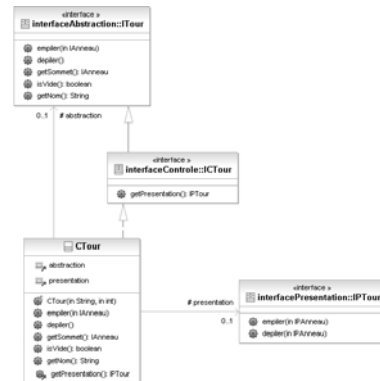 «interface »
interfaceAbstraction::ITour
empiler(in IAnneau)
depiler()
getSommet(): IAnneau
isVide(): boolean
getNom(): String
0..1 # abstraction
«interface »
interfaceControle::ICTour
getPresentation(): IPTour
CTour
abstraction
presentation
CTour(in String, in int)
empiler(in IAnneau)
depiler()
getSommet(): IAnneau
isVide(): boolean
getNom(): String
getPresentation(): IPTour
# presentation
0..1
«interface »
interfacePresentation::IPTour
empiler(in IPAnneau)
depiler(in IPAnneau)